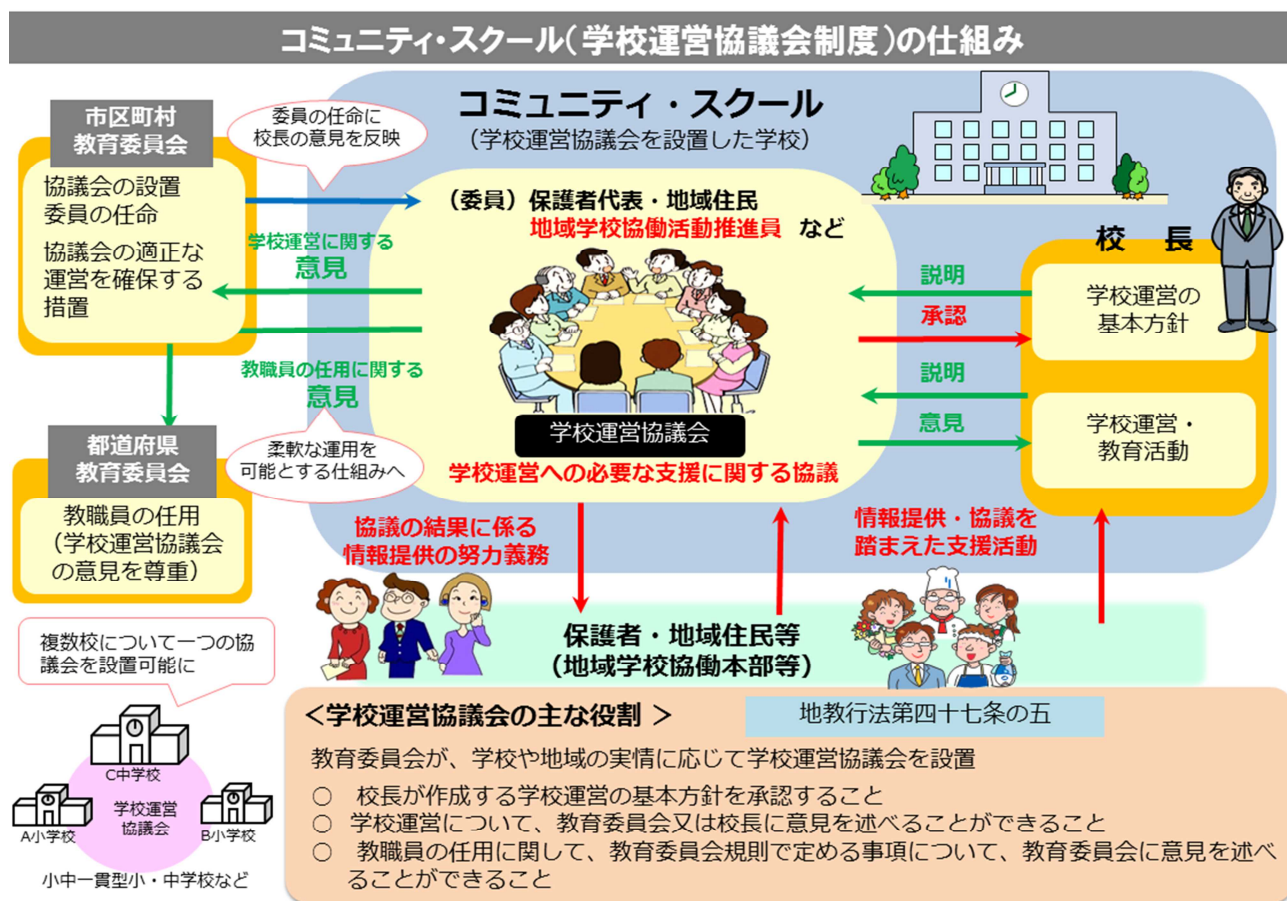 コミュニティ・スクール(学校運営協議会制度)の仕組み
市区町村
教育委員会
協議会の設置
委員の任命
協議会の適正な
運営を確保する
措置
委員の任命に
校長の意見を反映
コミュニティ・スクール
(学校運営協議会を設置した学校)
(委員)保護者代表・地域住民
地域学校協働活動推進員 など
学校運営に関する
意見
教職員の任用に関する
意見
柔軟な運用を
可能とする仕組みへ
学校運営協議会
学校運営への必要な支援に関する協議
説明
承認
説明
意見
校 長
学校運営の
基本方針
学校運営・
教育活動
都道府県
教育委員会
教職員の任用
(学校運営協議会
の意見を尊重)
協議の結果に係る
情報提供の努力義務
情報提供・協議を
踏まえた支援活動
保護者・地域住民等
(地域学校協働本部等)
複数校について一つの協
議会を設置可能に
C中学校
A小学校
学校運営
協議会
B小学校
小中一貫型小・中学校など
<学校運営協議会の主な役割 >
地教行法第四十七条の五
教育委員会が、学校や地域の実情に応じて学校運営協議会を設置
○ 校長が作成する学校運営の基本方針を承認すること
○ 学校運営について、教育委員会又は校長に意見を述べることができること
○ 教職員の任用に関して、教育委員会規則で定める事項について、教育委員会に意見を述べ
ることができること